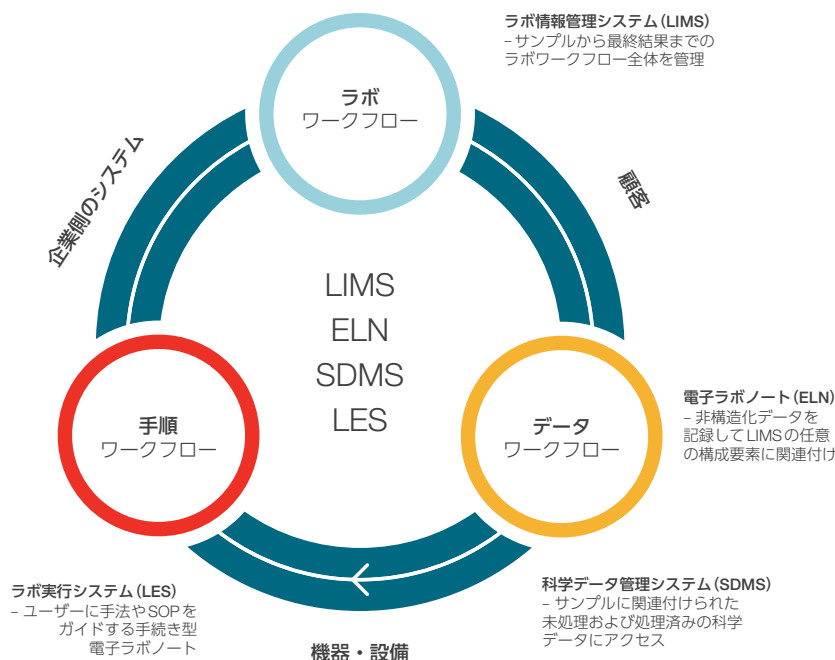 ラボ情報管理システム(LIMS)
– サンプルから最終結果までの
ラボワークフロー全体を管理
ラボ
ワークフロー
企業側のシステム
顧客
LIMS
ELN
SDMS
LES
手順
ワークフロー
データ
ワークフロー
電子ラボノート(ELN)
– 非構造化データを
記録してLIMSの任意
の構成要素に関連付け
ラボ実行システム(LES)
– ユーザーに手法やSOPを
ガイドする手続き型
電子ラボノート
科学データ管理システム(SDMS)
– サンプルに関連付けられた
未処理および処理済みの科学
データにアクセス
機器・設備